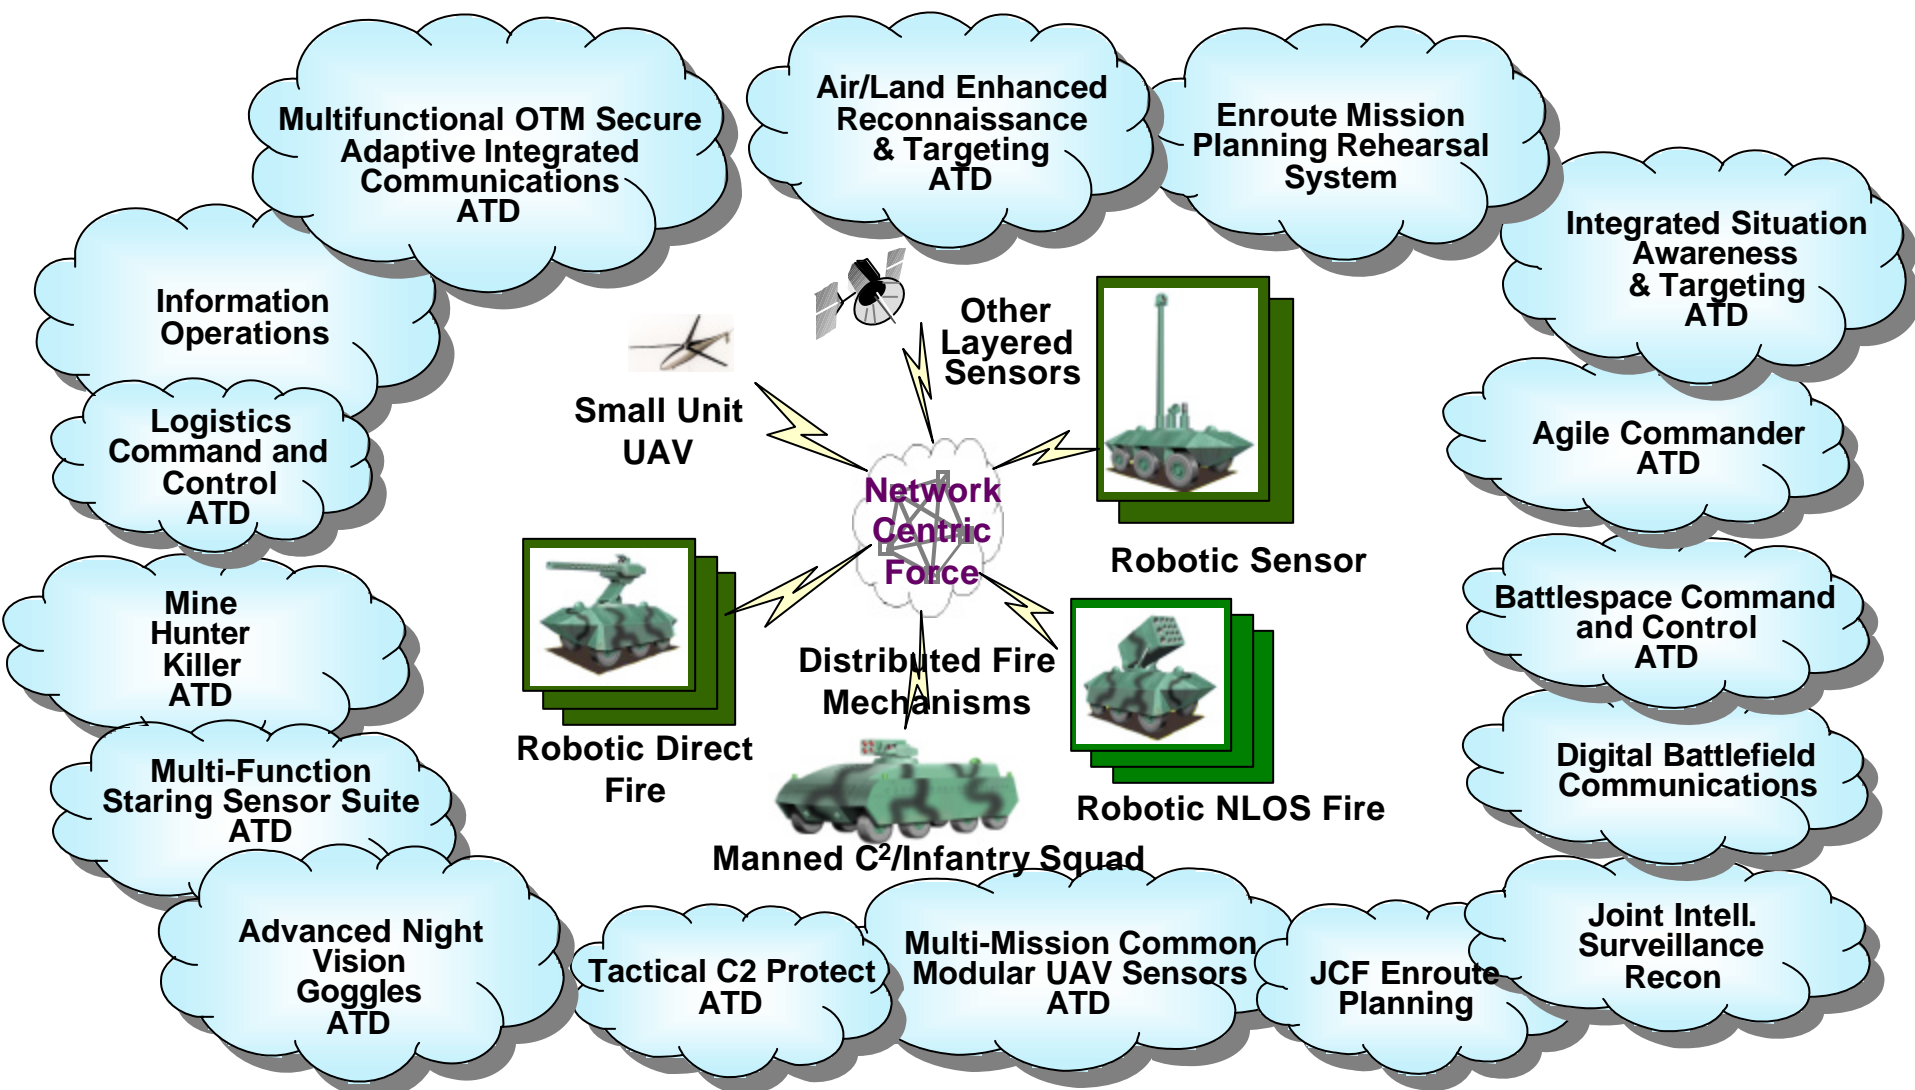 Multifunctional OTM Secure
Adaptive Integrated
Communications
ATD
Air/Land Enhanced
Reconnaissance
& Targeting
ATD
Enroute Mission
Planning Rehearsal
System
Integrated Situation
Awareness
& Targeting
ATD
Information
Operations
Other
Layered
Sensors
Small Unit
UAV
Logistics
Command and
Control
ATD
Agile Commander
ATD
Network
Centric
Force
Robotic Sensor
Mine
Hunter
Killer
ATD
Battlespace Command
and Control
ATD
Distributed Fire
Mechanisms
Robotic Direct
Fire
Multi-Function
Staring Sensor Suite
ATD
Digital Battlefield
Communications
Robotic NLOS Fire
Manned C²/Infantry Squad
Advanced Night
Vision
Goggles
ATD
Tactical C2 Protect
ATD
Multi-Mission Common
Modular UAV Sensors
ATD
JCF Enroute
Planning
Joint Intell.
Surveillance
Recon